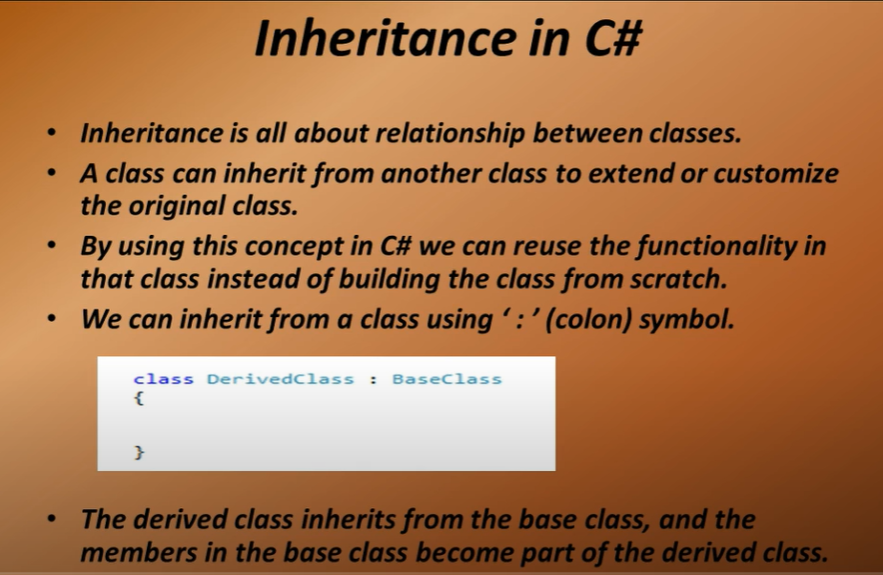 Inheritance in C#
• Inheritance is all about relationship between classes.
• A class can inherit from another class to extend or customize
the original class.
• By using this concept in C# we can reuse the functionality in
that class instead of building the class from scratch.
• We can inherit from a class using ‘ : ’ (colon) symbol.
class DerivedClass : BaseClass
{
}
• The derived class inherits from the base class, and the
members in the base class become part of the derived class.